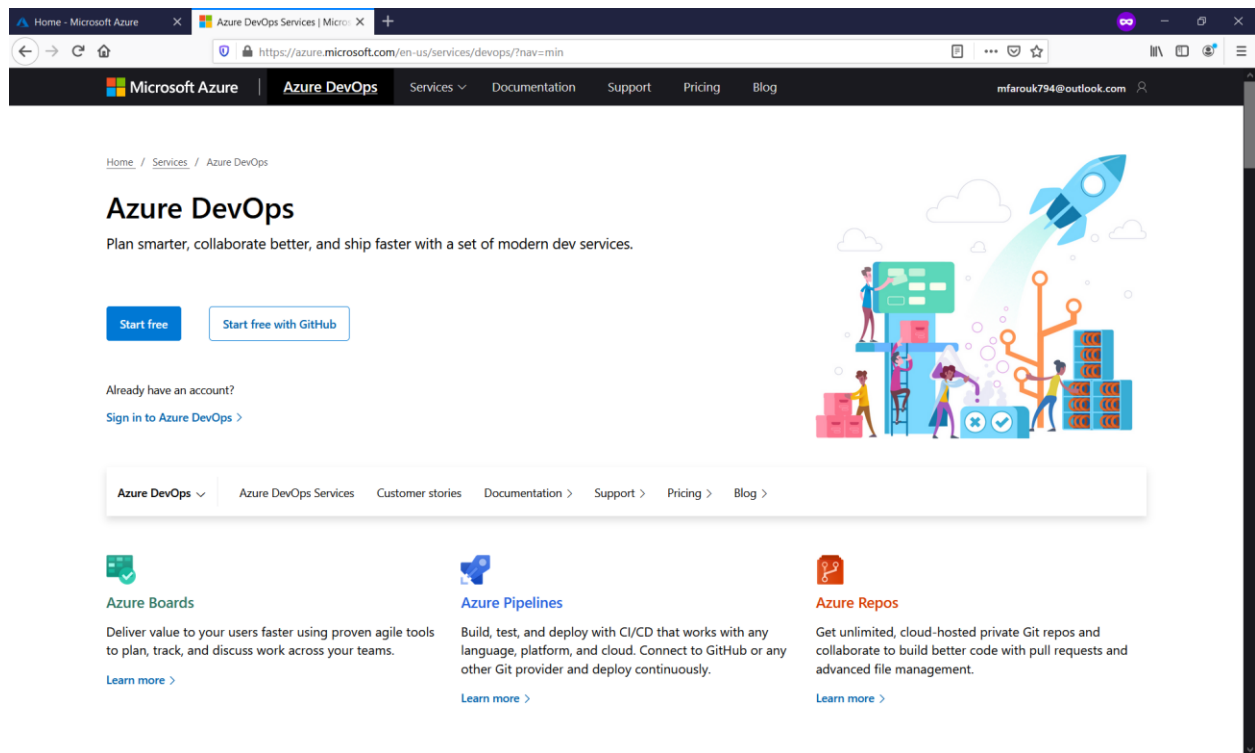 Home - Microsoft Azure
Azure DevOps Services | Micros
https://azure.microsoft.com/en-us/services/devops/?nav=min
Microsoft Azure
Azure DevOps
Services
Documentation
Support
Pricing
Blog
mfarouk794@outlook.com
Home / Services / Azure DevOps
Azure DevOps
Plan smarter, collaborate better, and ship faster with a set of modern dev services.
Start free
Start free with GitHub
Already have an account?
Sign in to Azure DevOps >
Azure DevOps
Azure DevOps Services
Customer stories
Documentation >
Support >
Pricing >
Blog >
Azure Boards
Deliver value to your users faster using proven agile tools
to plan, track, and discuss work across your teams.
Learn more >
Azure Pipelines
Build, test, and deploy with CI/CD that works with any
language, platform, and cloud. Connect to GitHub or any
other Git provider and deploy continuously.
Learn more >
Azure Repos
Get unlimited, cloud-hosted private Git repos and
collaborate to build better code with pull requests and
advanced file management.
Learn more >